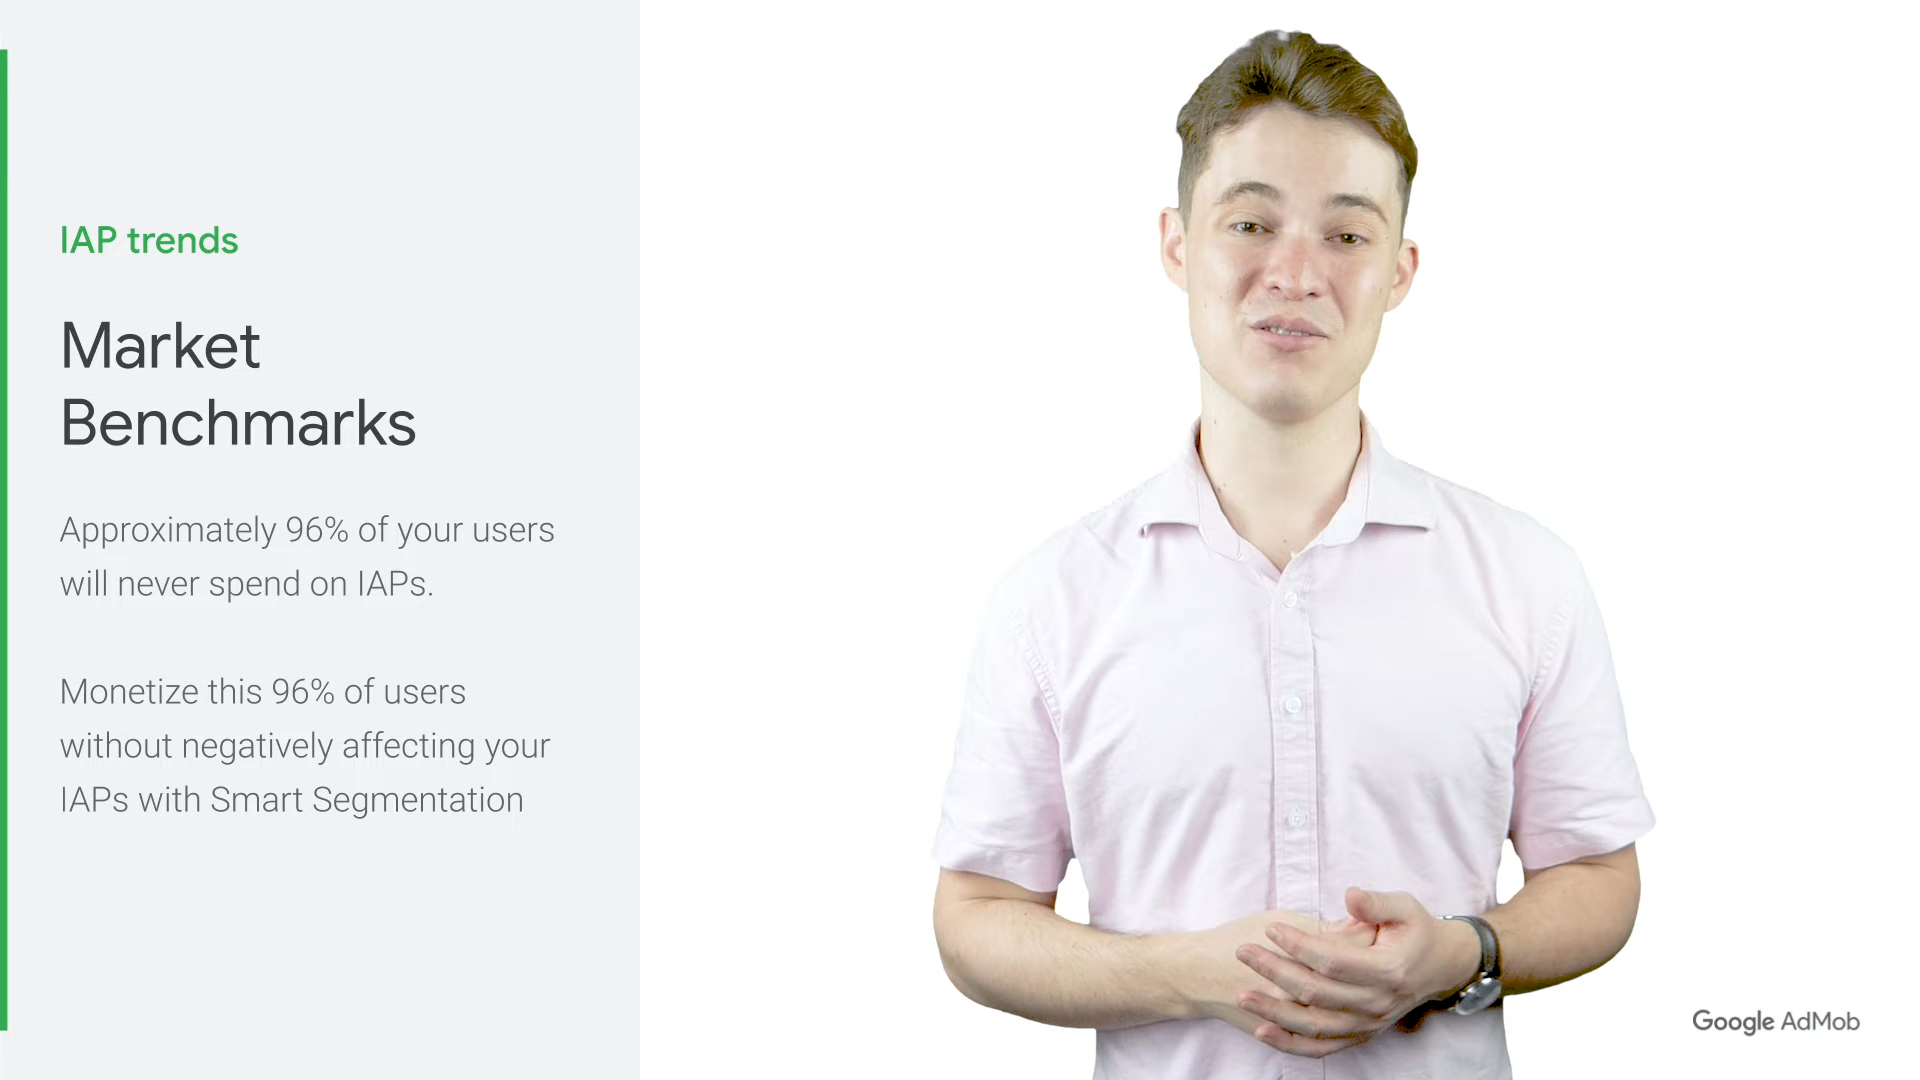 IAP trends
Market
Benchmarks
Approximately 96% of your users
will never spend on IAPs.
Monetize this 96% of users
without negatively affecting your
IAPs with Smart Segmentation
Google AdMob